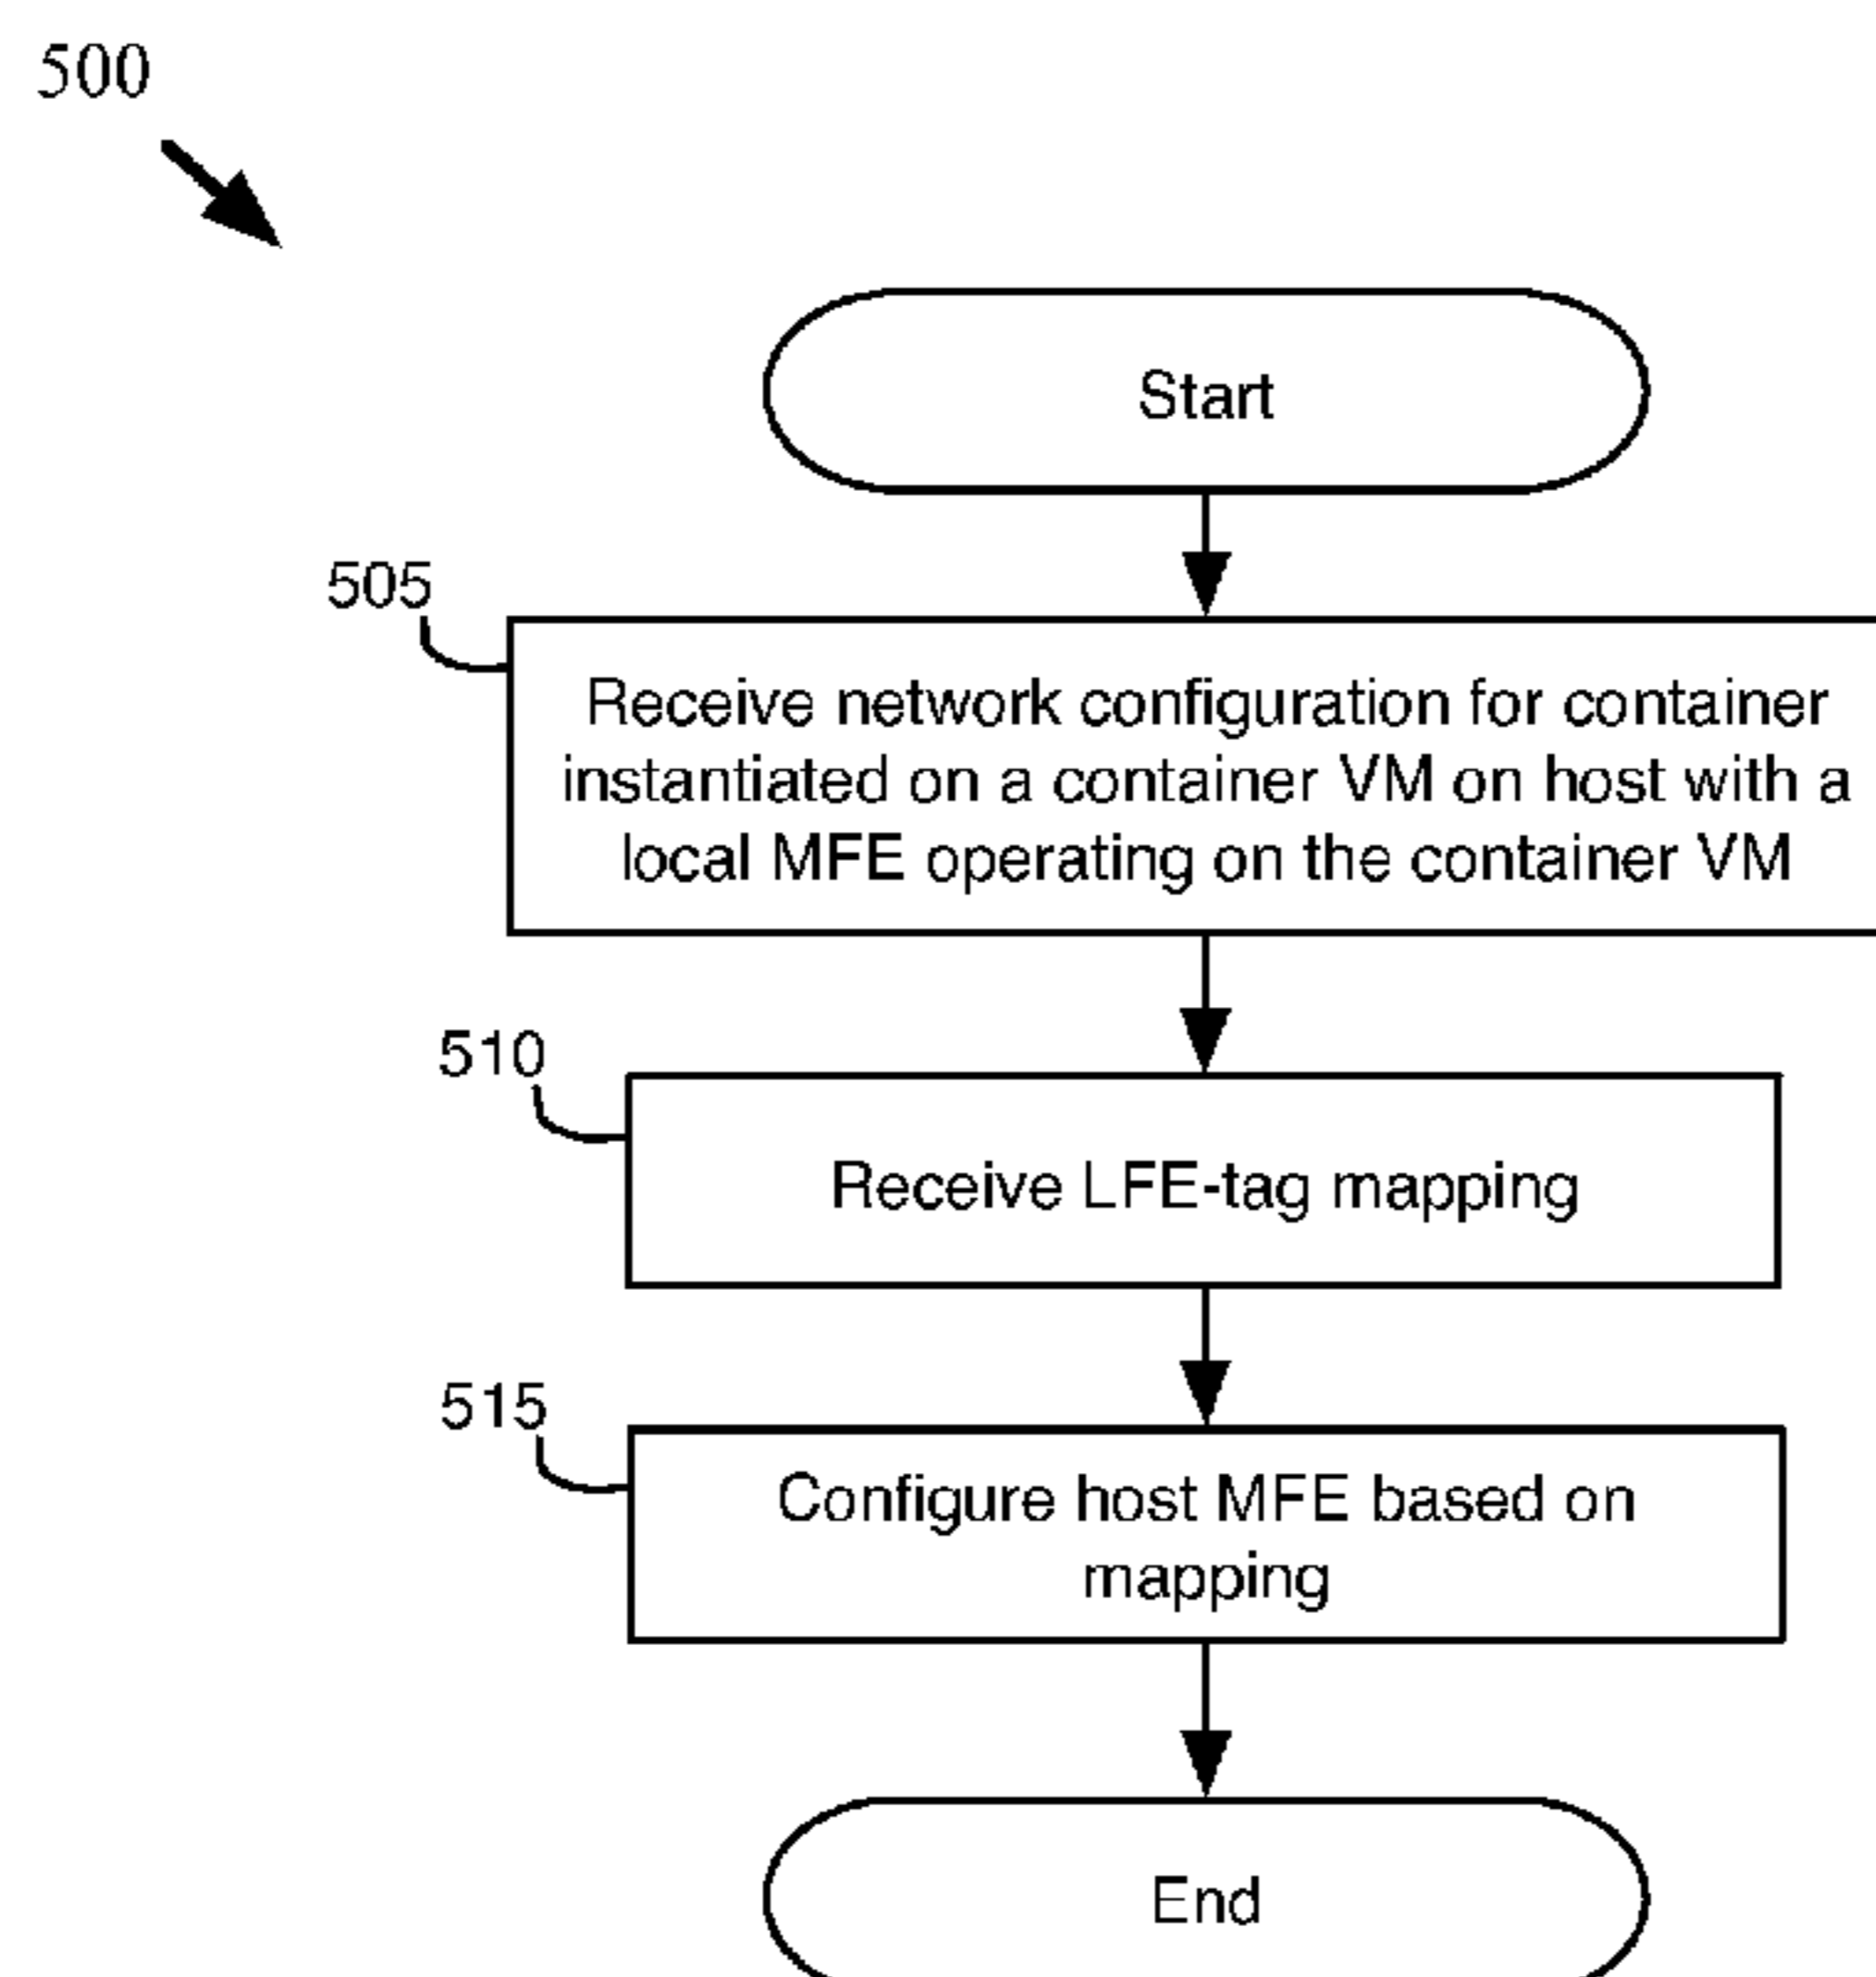 500
Start
505
Receive network configuration for container
instantiated on a container VM on host with a
local MFE operating on the container VM
510
Receive LFE-tag mapping
515
Configure host MFE based on
mapping
End